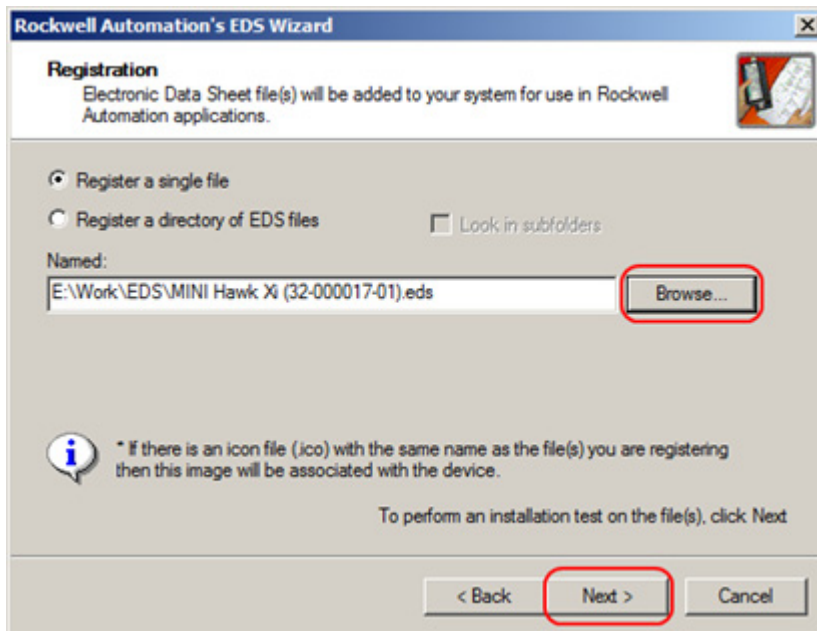 Rockwell Automation's EDS Wizard
Registration
Electronic Data Sheet file(s) will be added to your system for use in Rockwell
Automation applications.
Register a single file
Register a directory of EDS files
Look in subfolders
Named:
E:\Work\EDS\MINI Hawk Xi (32-000017-01).eds
Browse...
* If there is an icon file (.ico) with the same name as the file(s) you are registering
then this image will be associated with the device.
To perform an installation test on the file(s), click Next
< Back
Next >
Cancel